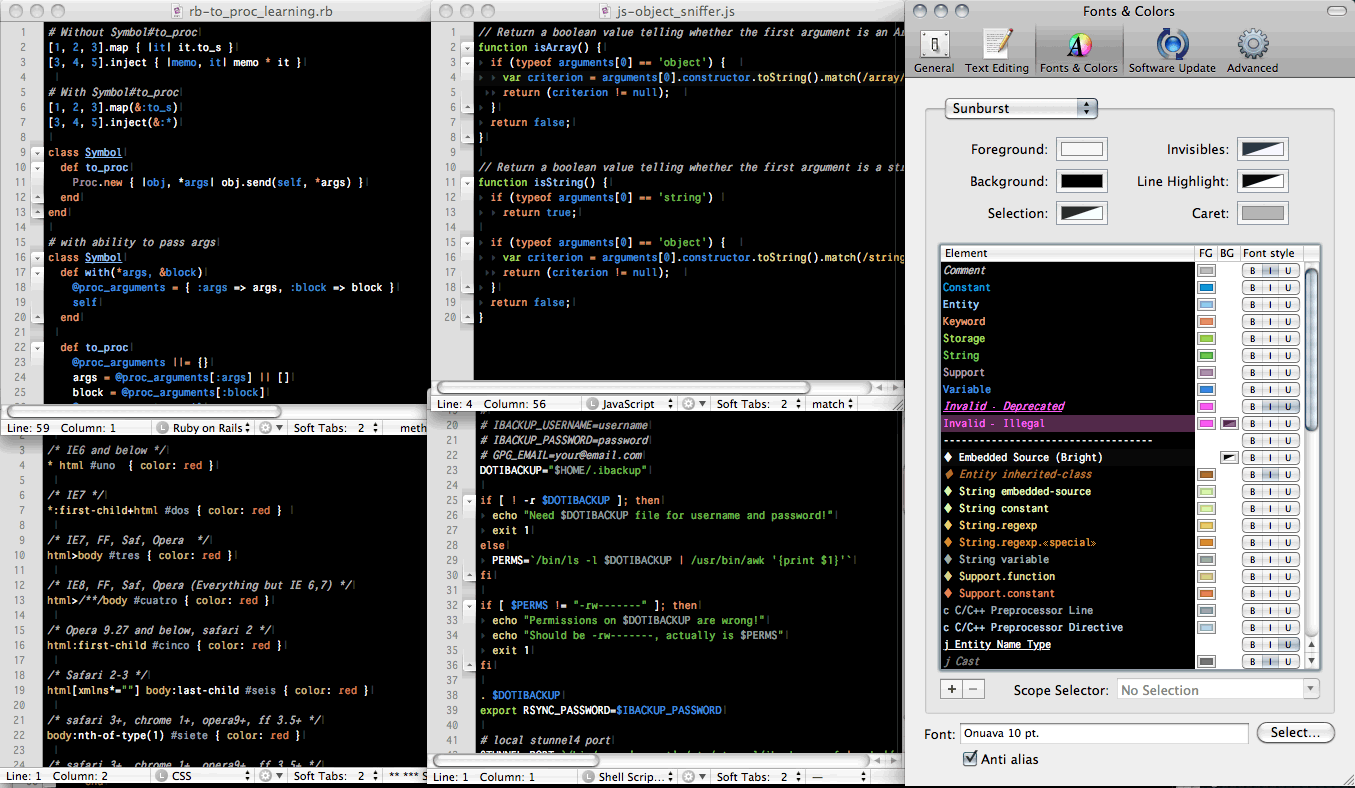 rb-to_proc_learning.rb
1 # Without Symbol#to_proc
2 [1, 2, 3].map { |it| it.to_s }
3 [3, 4, 5].inject { |memo, it| memo * it }
4
5 # With Symbol#to_proc
6 [1, 2, 3].map(&:to_s)
7 [3, 4, 5].inject(&:*)
8
9 class Symbol
10 def to_proc
11 Proc.new { |obj, *args| obj.send(self, *args) }
12 end
13 end
14
15 # with ability to pass args
16 class Symbol
17 def with(*args, &block)
18 @proc_arguments = { :args => args, :block => block }
19 self
20 end
21
22 def to_proc
23 @proc_arguments ||= {}
24 args = @proc_arguments[:args] || []
25 block = @proc_arguments[:block]
Line: 59 Column: 1 Ruby on Rails Soft Tabs: 2 meth
3 /* IE6 and below */
4 * html #uno { color: red }
5
6 /* IE7 */
7 *:first-child+html #dos { color: red }
8
9 /* IE7, FF, Saf, Opera */
10 html>body #tres { color: red }
11
12 /* IE8, FF, Saf, Opera (Everything but IE 6,7) */
13 html>/**/body #cuatro { color: red }
14
15 /* Opera 9.27 and below, safari 2 */
16 html:first-child #cinco { color: red }
17
18 /* Safari 2-3 */
19 html[xmlns*=""] body:last-child #seis { color: red }
20
21 /* safari 3+, chrome 1+, opera9+, ff 3.5+ */
22 body:nth-of-type(1) #siete { color: red }
23
24 /* safari 3+, chrome 1+, opera9+, ff 3.5+ */
Line: 1 Column: 2 CSS Soft Tabs: 2 ** *** S
js-object_sniffer.js
1 // Return a boolean value telling whether the first argument is an Ar
2 function isArray() {
3 if (typeof arguments[0] == 'object') {
4 var criterion = arguments[0].constructor.toString().match(/array/
5 return (criterion != null);
6 }
7 return false;
8 }
9
10 // Return a boolean value telling whether the first argument is a str
11 function isString() {
12 if (typeof arguments[0] == 'string')
13 return true;
14
15 if (typeof arguments[0] == 'object') {
16 var criterion = arguments[0].constructor.toString().match(/string
17 return (criterion != null);
18 }
19 return false;
20 }
Line: 4 Column: 56 JavaScript Soft Tabs: 2 match
19 #
20 # IBACKUP_USERNAME=username
21 # IBACKUP_PASSWORD=password
22 # GPG_EMAIL=your@email.com
23 DOTIBACKUP="$HOME/.ibackup"
24
25 if [ ! -r $DOTIBACKUP ]; then
26 echo "Need $DOTIBACKUP file for username and password!"
27 exit 1
28 else
29 PERMS=`/bin/ls -l $DOTIBACKUP | /usr/bin/awk '{print $1}'`
30 fi
31
32 if [ $PERMS != "-rw-------" ]; then
33 echo "Permissions on $DOTIBACKUP are wrong!"
34 echo "Should be -rw-------, actually is $PERMS"
35 exit 1
36 fi
37
38 . $DOTIBACKUP
39 export RSYNC_PASSWORD=$IBACKUP_PASSWORD
40
41 # local stunnel4 port
Line: 1 Column: 1 Shell Scrip... Soft Tabs: 2 —
Fonts & Colors
General Text Editing Fonts & Colors Software Update Advanced
Sunburst
Foreground: Invisibles:
Background: Line Highlight:
Selection: Caret:
Element FG BG Font style
Comment B I U
Constant B I U
Entity B I U
Keyword B I U
Storage B I U
String B I U
Support B I U
Variable B I U
Invalid - Deprecated B I U
Invalid - Illegal B I U
--------------------------------- B I U
♦ Embedded Source (Bright) B I U
♦ Entity inherited-class B I U
♦ String embedded-source B I U
♦ String constant B I U
♦ String.regexp B I U
♦ String.regexp.«special» B I U
♦ String variable B I U
♦ Support.function B I U
♦ Support.constant B I U
c C/C++ Preprocessor Line B I U
c C/C++ Preprocessor Directive B I U
j Entity Name Type B I U
j Cast B I U
+ − Scope Selector: No Selection
Font: Onuava 10 pt. Select...
Anti alias